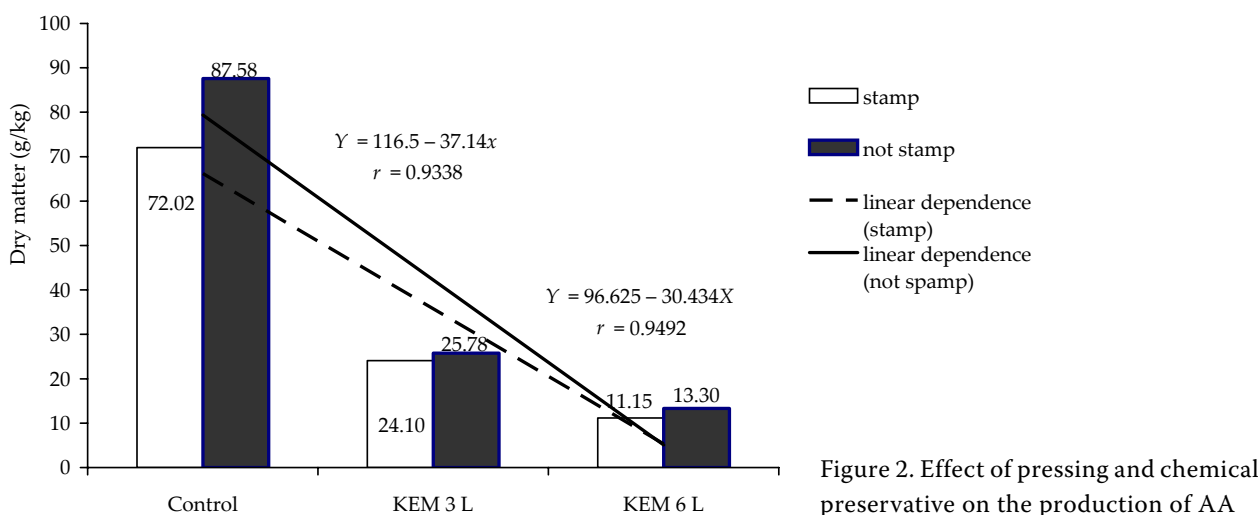 100
90
80
70
60
50
40
30
20
10
0
Dry matter (g/kg)
87.58
72.02
Y = 116.5 – 37.14x
r = 0.9338
25.78
24.10
Y = 96.625 – 30.434X
r = 0.9492
11.15
13.30
Control
KEM 3 L
KEM 6 L
stamp
not stamp
linear dependence
(stamp)
linear dependence
(not spamp)
Figure 2. Effect of pressing and chemical
preservative on the production of AA